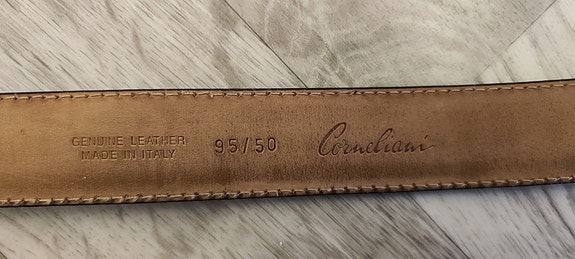 GENUINE LEATHER
MADE IN ITALY
95/50
Corneliani